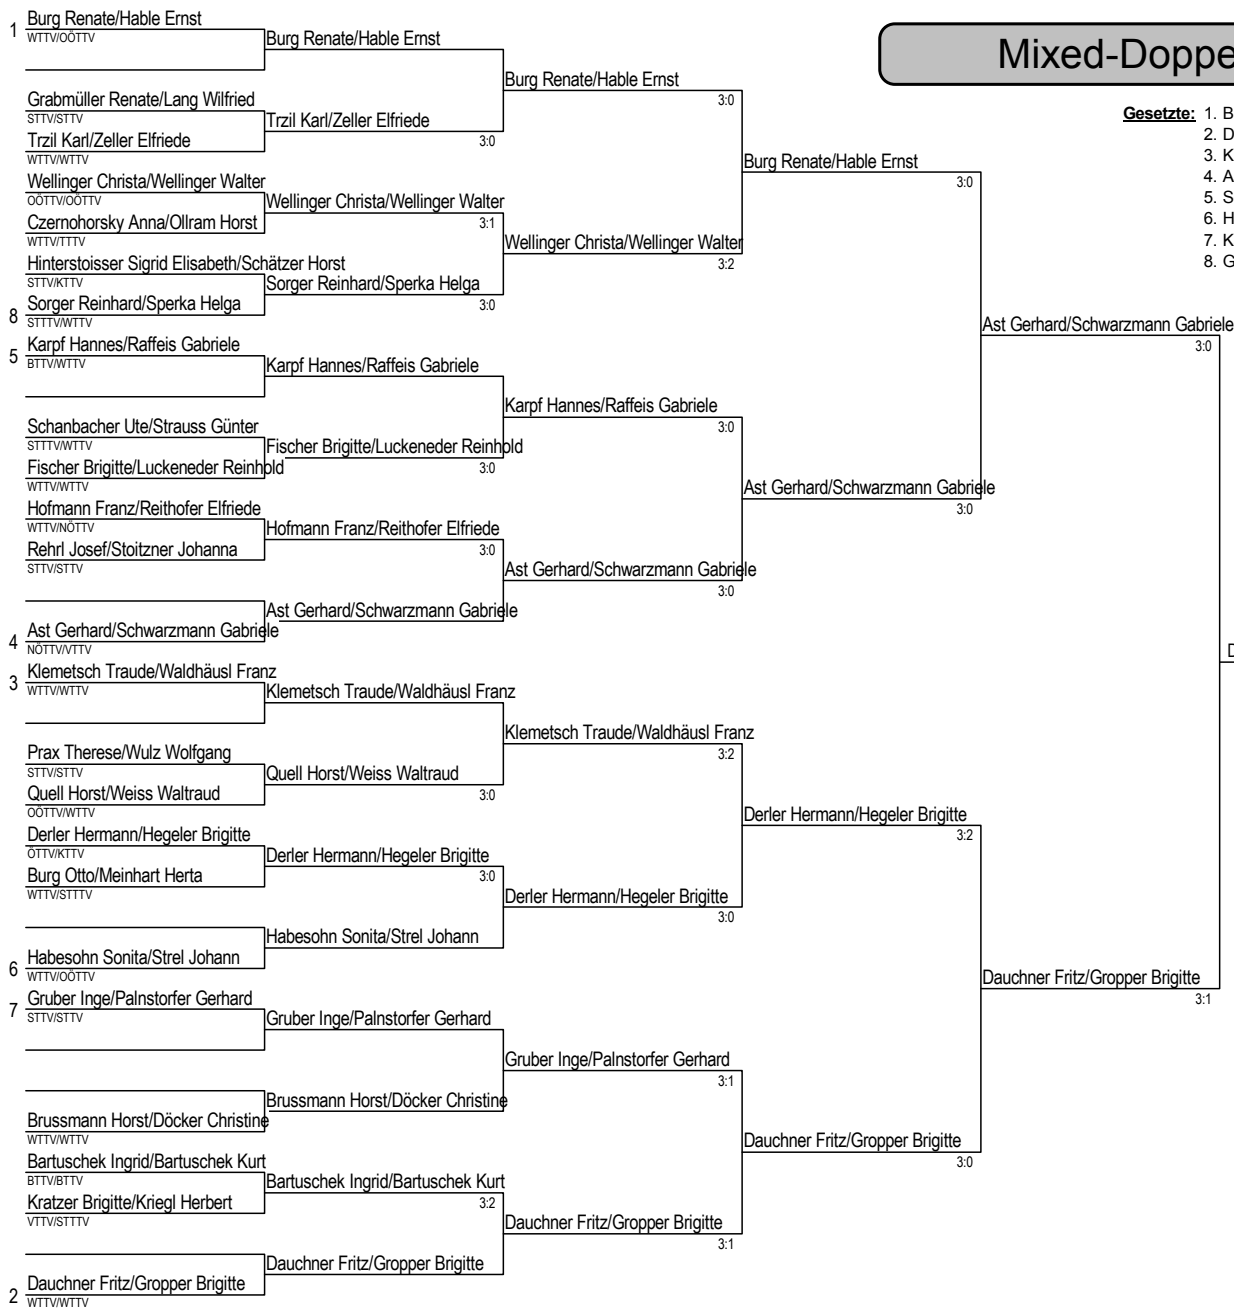 Mixed-Doppe
Gesetzte: 1. B
2. D
3. K
4. A
5. S
6. H
7. K
8. G
1 Burg Renate/Hable Ernst
WTTV/OÖTTV
Grabmüller Renate/Lang Wilfried
STTV/STTV
Trzil Karl/Zeller Elfriede
WTTV/WTTV
Wellinger Christa/Wellinger Walter
OÖTTV/OÖTTV
Czernohorsky Anna/Ollram Horst
WTTV/TTTV
Hinterstoisser Sigrid Elisabeth/Schätzer Horst
STTV/KTTV
8 Sorger Reinhard/Sperka Helga
STTTV/WTTV
5 Karpf Hannes/Raffeis Gabriele
BTTV/WTTV
Schanbacher Ute/Strauss Günter
STTTV/WTTV
Fischer Brigitte/Luckeneder Reinhold
WTTV/WTTV
Hofmann Franz/Reithofer Elfriede
WTTV/NÖTTV
Rehrl Josef/Stoitzner Johanna
STTV/STTV
4 Ast Gerhard/Schwarzmann Gabriele
NÖTTV/VTTV
3 Klemetsch Traude/Waldhäusl Franz
WTTV/WTTV
Prax Therese/Wulz Wolfgang
STTV/STTV
Quell Horst/Weiss Waltraud
OÖTTV/WTTV
Derler Hermann/Hegeler Brigitte
ÖTTV/KTTV
Burg Otto/Meinhart Herta
WTTV/STTTV
6 Habesohn Sonita/Strel Johann
WTTV/OÖTTV
7 Gruber Inge/Palnstorfer Gerhard
STTV/STTV
Brussmann Horst/Döcker Christine
WTTV/WTTV
Bartuschek Ingrid/Bartuschek Kurt
BTTV/BTTV
Kratzer Brigitte/Kriegl Herbert
VTTV/STTTV
2 Dauchner Fritz/Gropper Brigitte
WTTV/WTTV
Burg Renate/Hable Ernst
Trzil Karl/Zeller Elfriede
3:0
Wellinger Christa/Wellinger Walter
3:1
Sorger Reinhard/Sperka Helga
3:0
Karpf Hannes/Raffeis Gabriele
Fischer Brigitte/Luckeneder Reinhold
3:0
Hofmann Franz/Reithofer Elfriede
3:0
Ast Gerhard/Schwarzmann Gabriele
Klemetsch Traude/Waldhäusl Franz
Quell Horst/Weiss Waltraud
3:0
Derler Hermann/Hegeler Brigitte
3:0
Habesohn Sonita/Strel Johann
Gruber Inge/Palnstorfer Gerhard
Brussmann Horst/Döcker Christine
Bartuschek Ingrid/Bartuschek Kurt
3:2
Dauchner Fritz/Gropper Brigitte
Burg Renate/Hable Ernst
3:0
Wellinger Christa/Wellinger Walter
3:2
Karpf Hannes/Raffeis Gabriele
3:0
Ast Gerhard/Schwarzmann Gabriele
3:0
Klemetsch Traude/Waldhäusl Franz
3:2
Derler Hermann/Hegeler Brigitte
3:0
Gruber Inge/Palnstorfer Gerhard
3:1
Dauchner Fritz/Gropper Brigitte
3:1
Burg Renate/Hable Ernst
3:0
Ast Gerhard/Schwarzmann Gabriele
3:0
Derler Hermann/Hegeler Brigitte
3:2
Dauchner Fritz/Gropper Brigitte
3:0
Ast Gerhard/Schwarzmann Gabriele
3:0
Dauchner Fritz/Gropper Brigitte
3:1
D